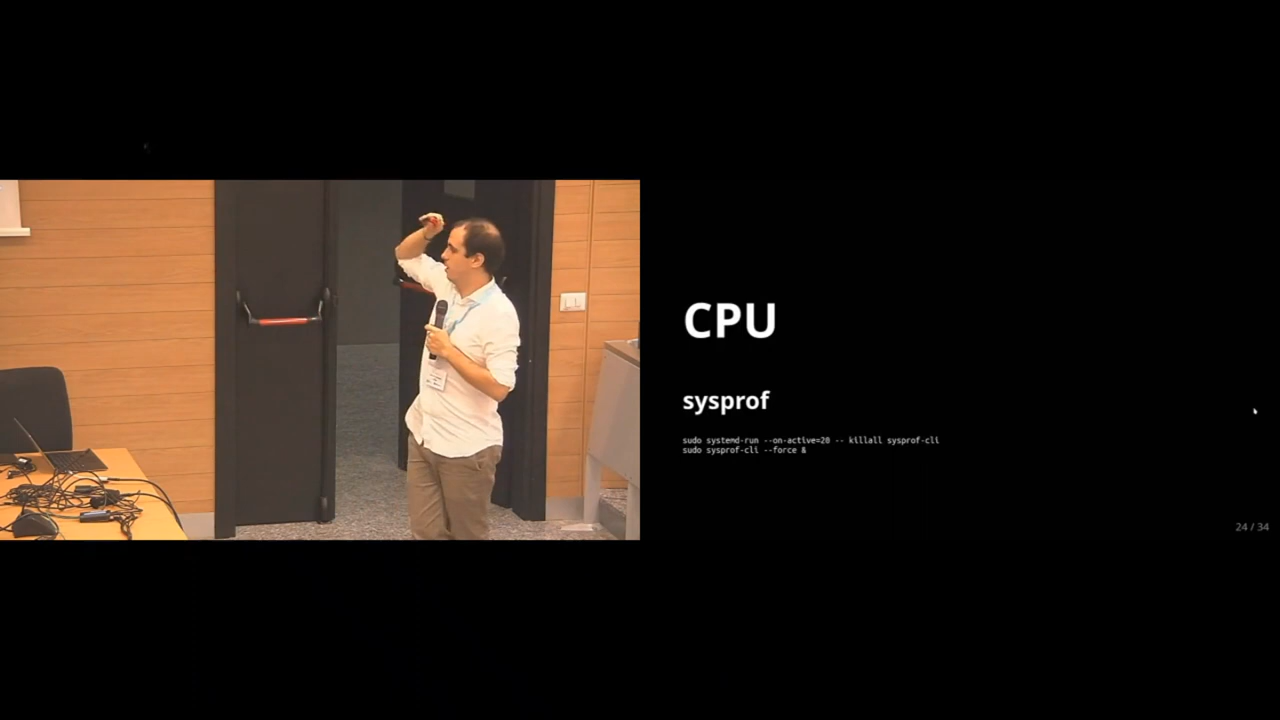 CPU
sysprof
sudo systemd-run --on-active=20 -- killall sysprof-cli
sudo sysprof-cli --force &
24 / 34